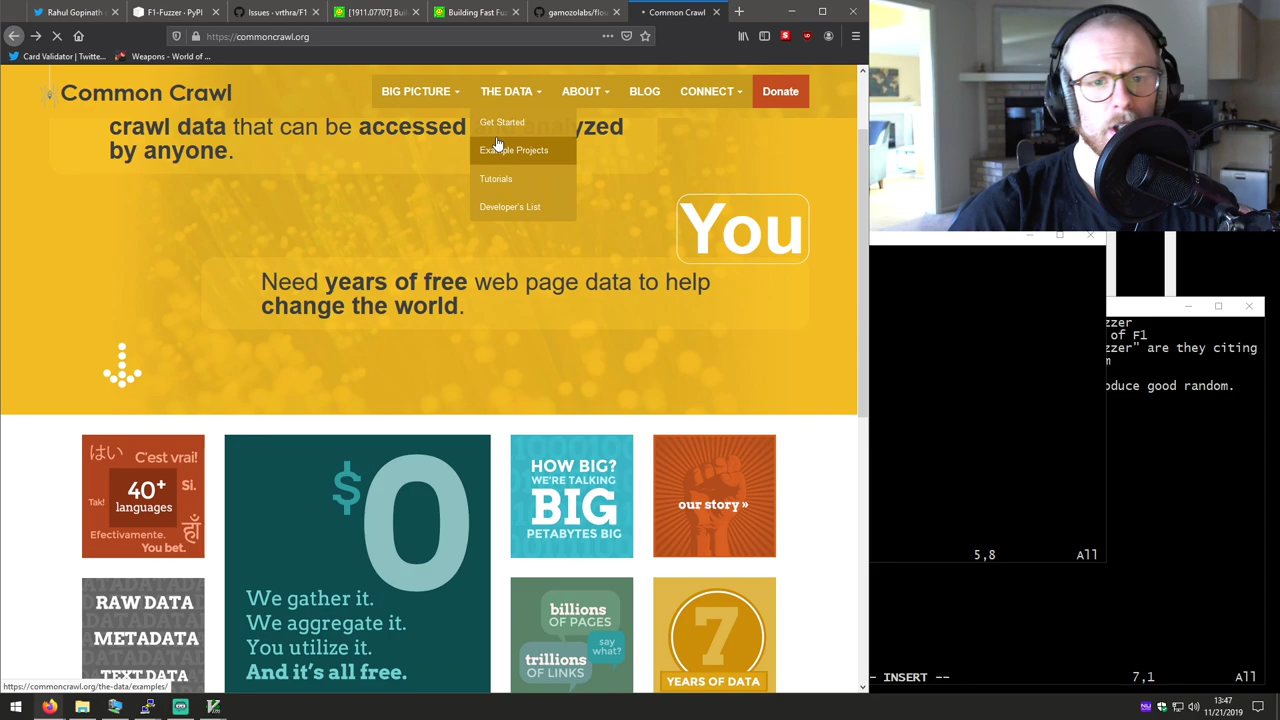 Rahul Gopinath
F1-Fuzzer · PyPI
Issues · vrthra/F1
[1911.07707] Buil
Building Fast Fuz
gamozolabs/flou
Common Crawl
https://commoncrawl.org
Card Validator | Twitte...
Weapons - World of ...
Common Crawl
BIG PICTURE
THE DATA
ABOUT
BLOG
CONNECT
Donate
crawl data that can be accessed and analyzed
by anyone.
Get Started
Example Projects
Tutorials
Developer's List
You
Need years of free web page data to help
change the world.
はい
C'est vrai!
Tak!
40+
languages
Si.
Efectivamente.
हाँ
You bet.
$0
We gather it.
We aggregate it.
You utilize it.
And it's all free.
HOW BIG?
WE'RE TALKING
BIG
PETABYTES BIG
our story »
RAW DATA
METADATA
TEXT DATA
billions
OF PAGES
say
what?
trillions
OF LINKS
7
YEARS OF DATA
https://commoncrawl.org/the-data/examples/
zzer
of F1
zzer" are they citing
m
oduce good random.
5,8
All
- INSERT --
7,1
All
13:47
11/21/2019